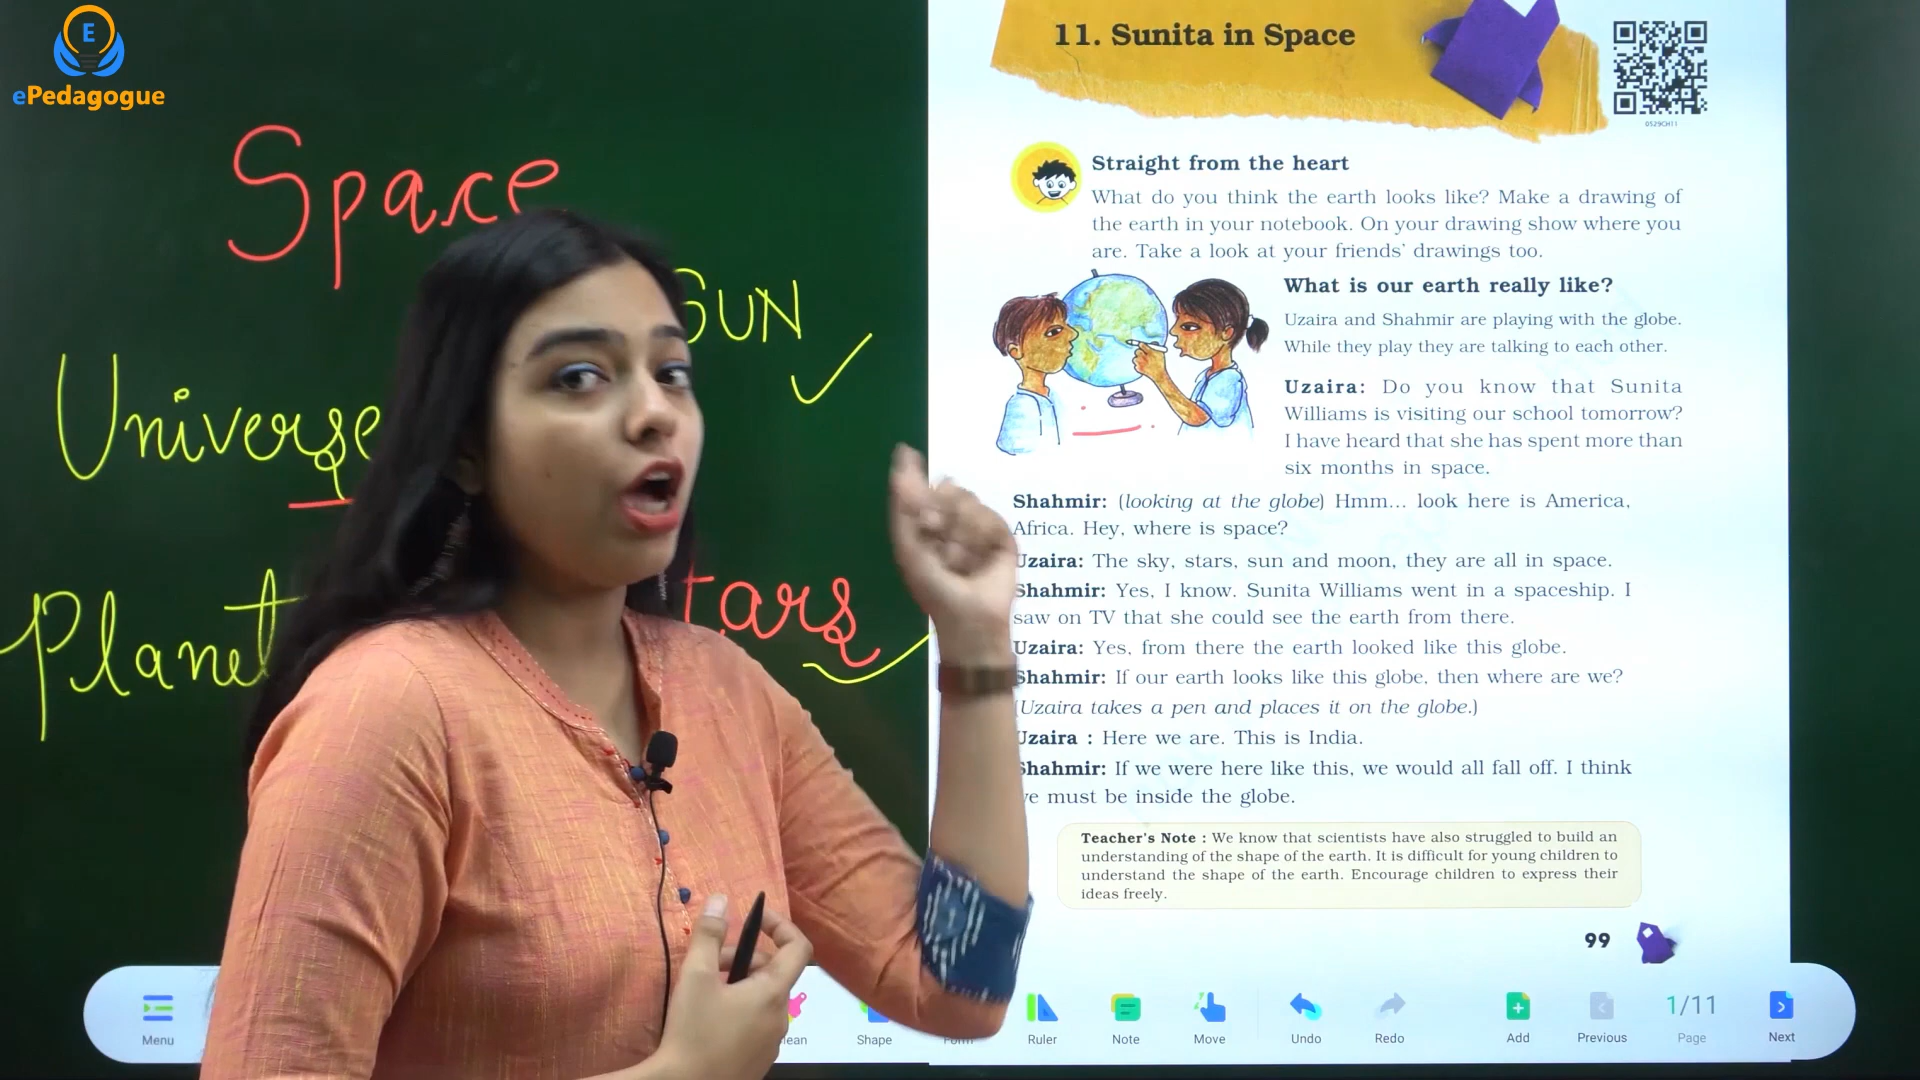 E
ePedagogue
Space
SUN
Universe
Planet
tars
11. Sunita in Space
0529CH11
Straight from the heart
What do you think the earth looks like? Make a drawing of
the earth in your notebook. On your drawing show where you
are. Take a look at your friends' drawings too.
What is our earth really like?
Uzaira and Shahmir are playing with the globe.
While they play they are talking to each other.
Uzaira: Do you know that Sunita
Williams is visiting our school tomorrow?
I have heard that she has spent more than
six months in space.
Shahmir: (looking at the globe) Hmm... look here is America,
Africa. Hey, where is space?
Uzaira: The sky, stars, sun and moon, they are all in space.
Shahmir: Yes, I know. Sunita Williams went in a spaceship. I
saw on TV that she could see the earth from there.
Uzaira: Yes, from there the earth looked like this globe.
Shahmir: If our earth looks like this globe, then where are we?
(Uzaira takes a pen and places it on the globe.)
Uzaira : Here we are. This is India.
Shahmir: If we were here like this, we would all fall off. I think
we must be inside the globe.
Teacher's Note : We know that scientists have also struggled to build an
understanding of the shape of the earth. It is difficult for young children to
understand the shape of the earth. Encourage children to express their
ideas freely.
99
Menu
Shape
Form
Ruler
Note
Move
Undo
Redo
Add
Previous
1/11
Page
Next